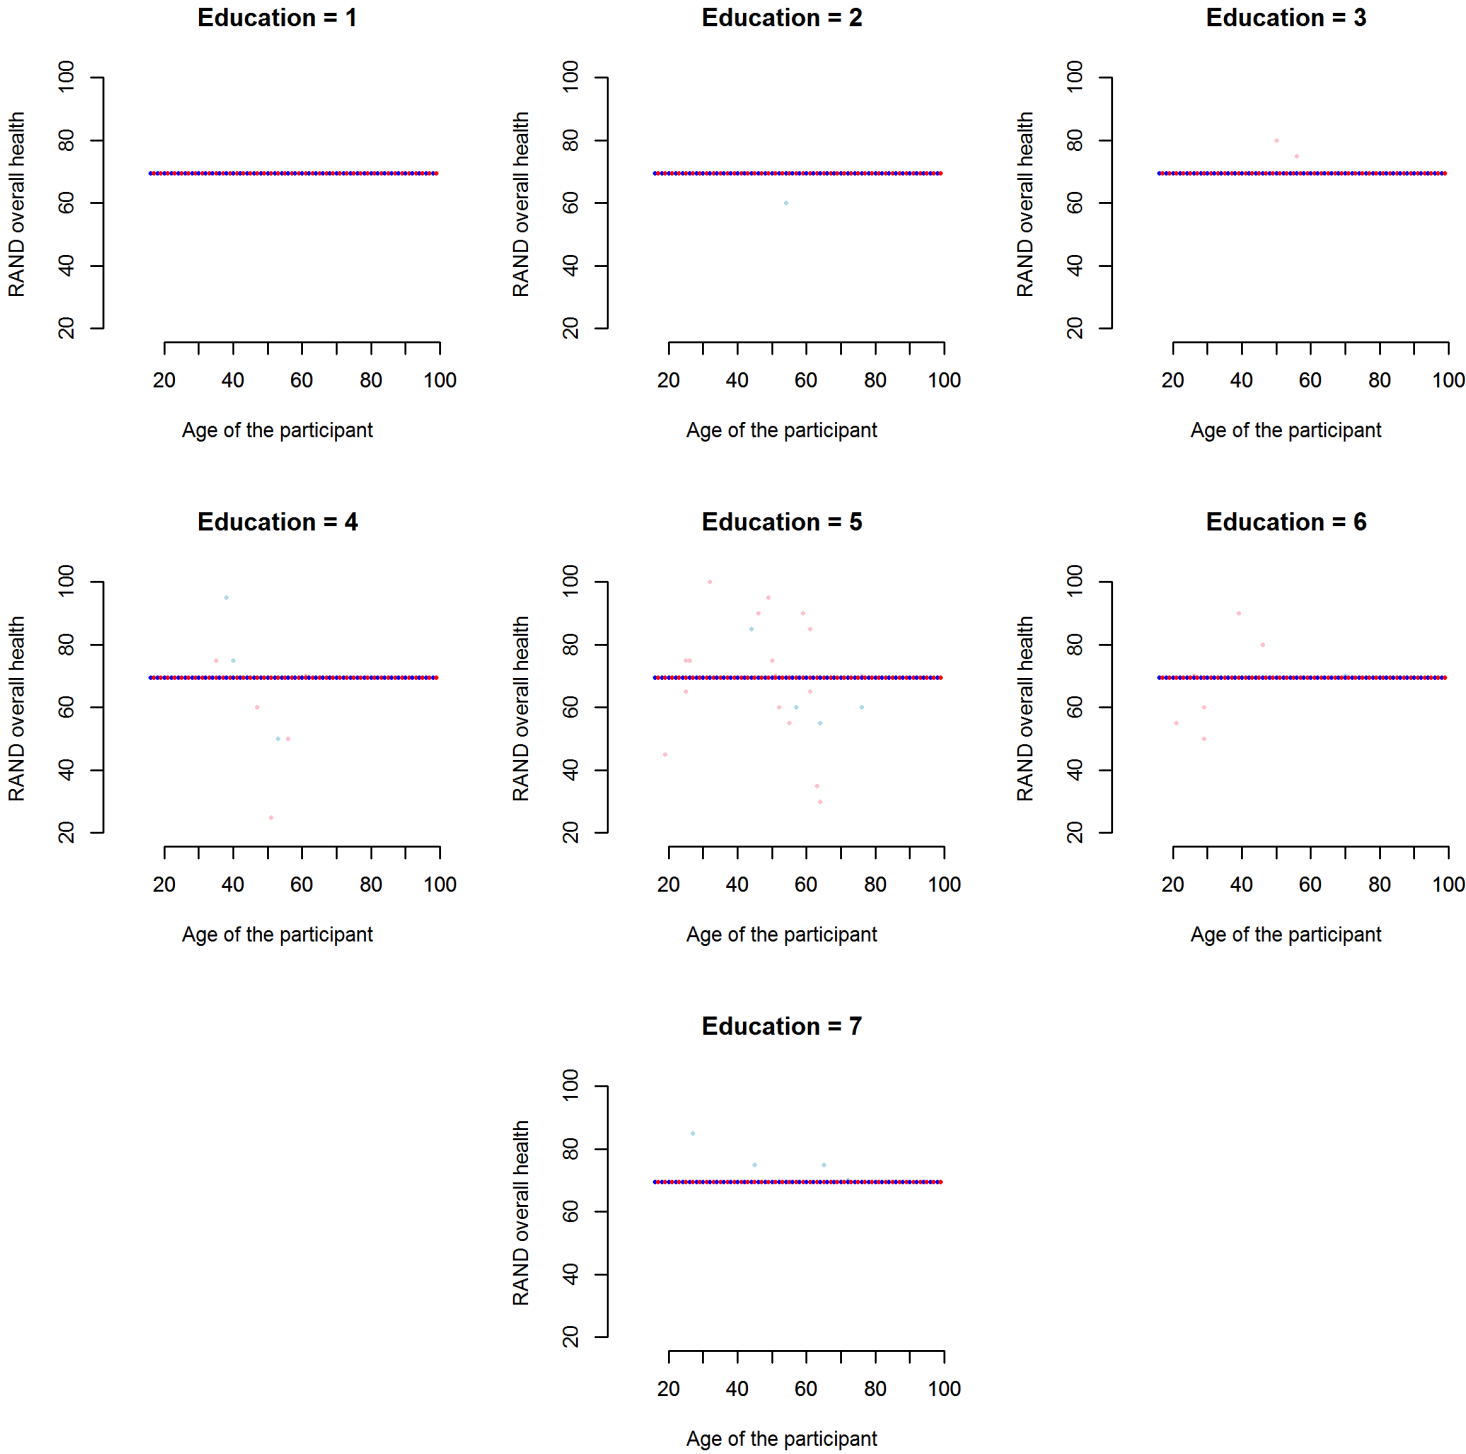 Education = 1
RAND overall health
100
80
60
40
20
20 40 60 80 100
Age of the participant
Education = 2
RAND overall health
100
80
60
40
20
20 40 60 80 100
Age of the participant
Education = 3
RAND overall health
100
80
60
40
20
20 40 60 80 100
Age of the participant
Education = 4
RAND overall health
100
80
60
40
20
20 40 60 80 100
Age of the participant
Education = 5
RAND overall health
100
80
60
40
20
20 40 60 80 100
Age of the participant
Education = 6
RAND overall health
100
80
60
40
20
20 40 60 80 100
Age of the participant
Education = 7
RAND overall health
100
80
60
40
20
20 40 60 80 100
Age of the participant